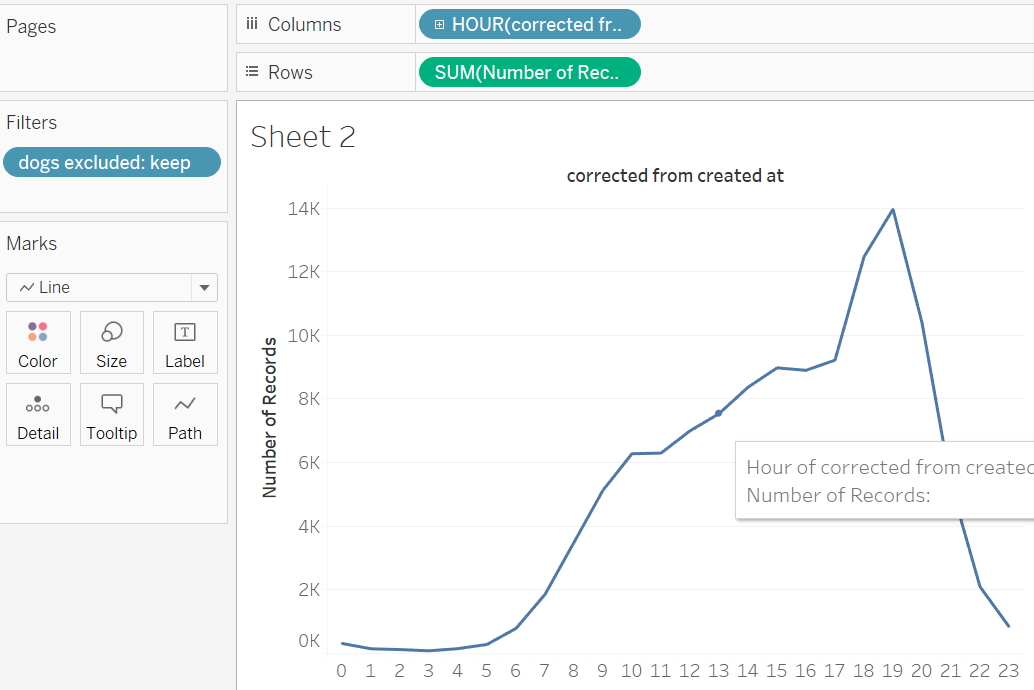 Pages
Columns
HOUR(corrected fr..
Rows
SUM(Number of Rec..
Filters
dogs excluded: keep
Marks
Line
Color
Size
Label
Detail
Tooltip
Path
Sheet 2
corrected from created at
Number of Records
14K
12K
10K
8K
6K
4K
2K
0K
Hour of corrected from created
Number of Records:
0 1 2 3 4 5 6 7 8 9 10 11 12 13 14 15 16 17 18 19 20 21 22 23